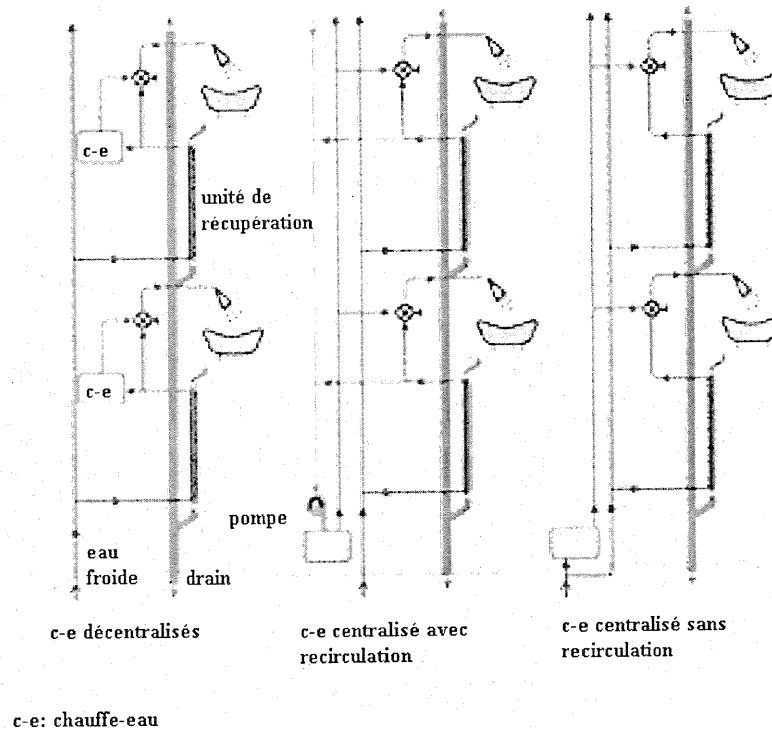 c-e
unité de
récupération
c-e
pompe
eau
froide
drain
c-e décentralisés
c-e centralisé avec
recirculation
c-e centralisé sans
recirculation
c-e: chauffe-eau